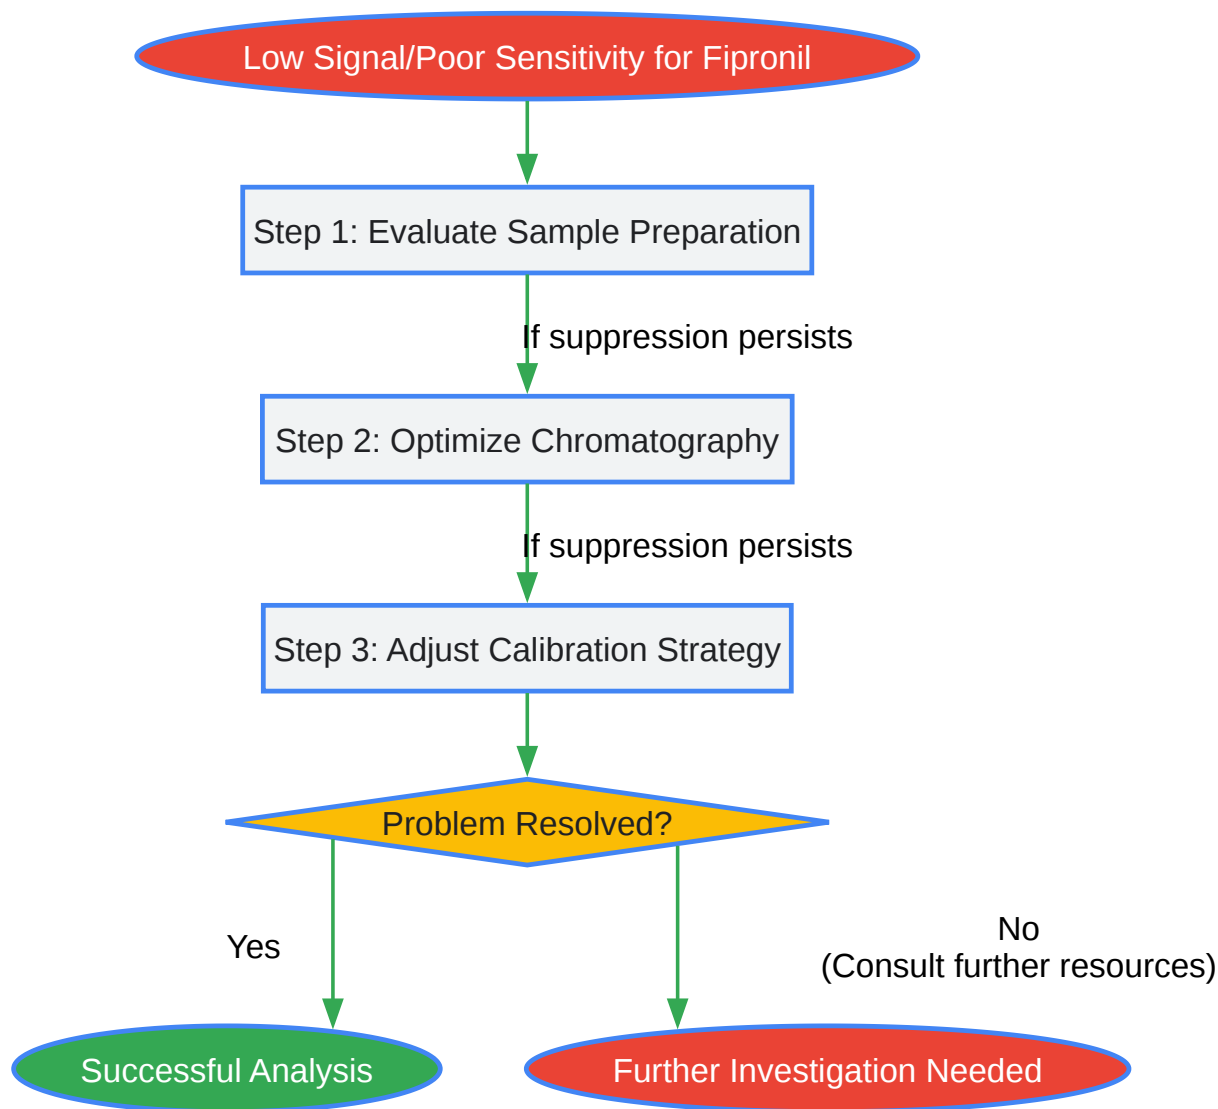 Low Signal/Poor Sensitivity for Fipronil
Step 1: Evaluate Sample Preparation
If suppression persists
Step 2: Optimize Chromatography
If suppression persists
Step 3: Adjust Calibration Strategy
Problem Resolved?
Yes
No
(Consult further resources)
Successful Analysis
Further Investigation Needed